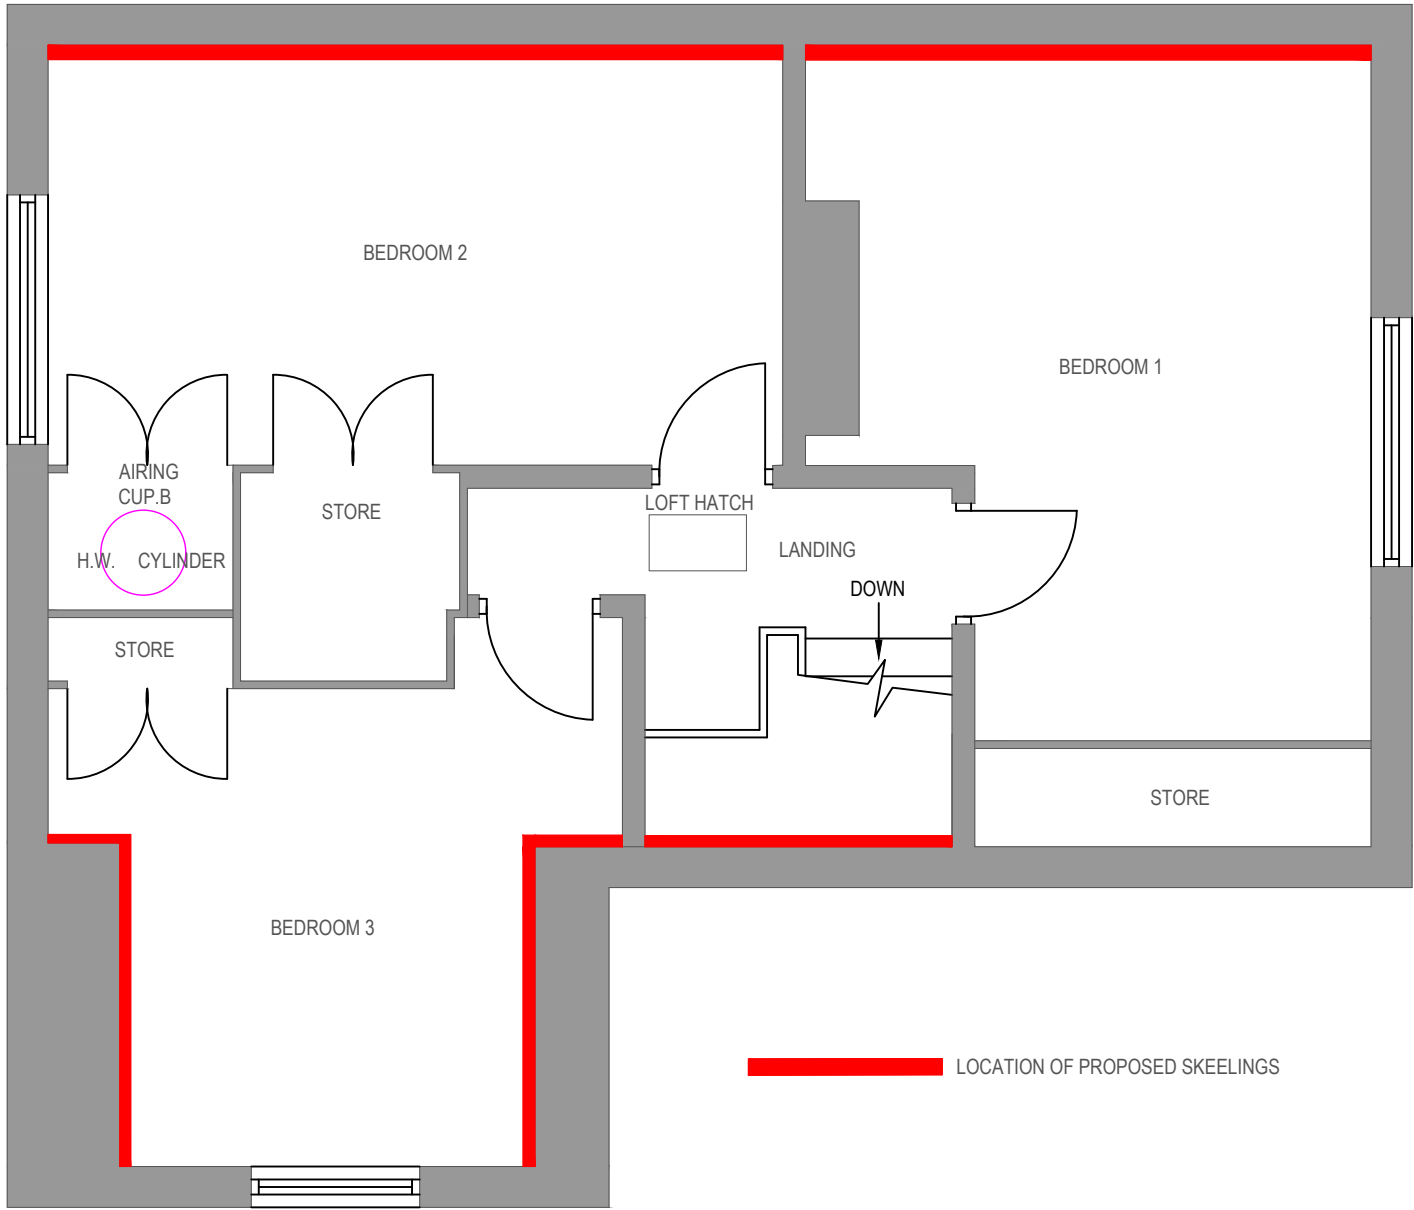 BEDROOM 2
BEDROOM 1
AIRING
CUP.B
STORE
LOFT HATCH
LANDING
H.W. CYLINDER
DOWN
STORE
STORE
BEDROOM 3
LOCATION OF PROPOSED SKEELINGS